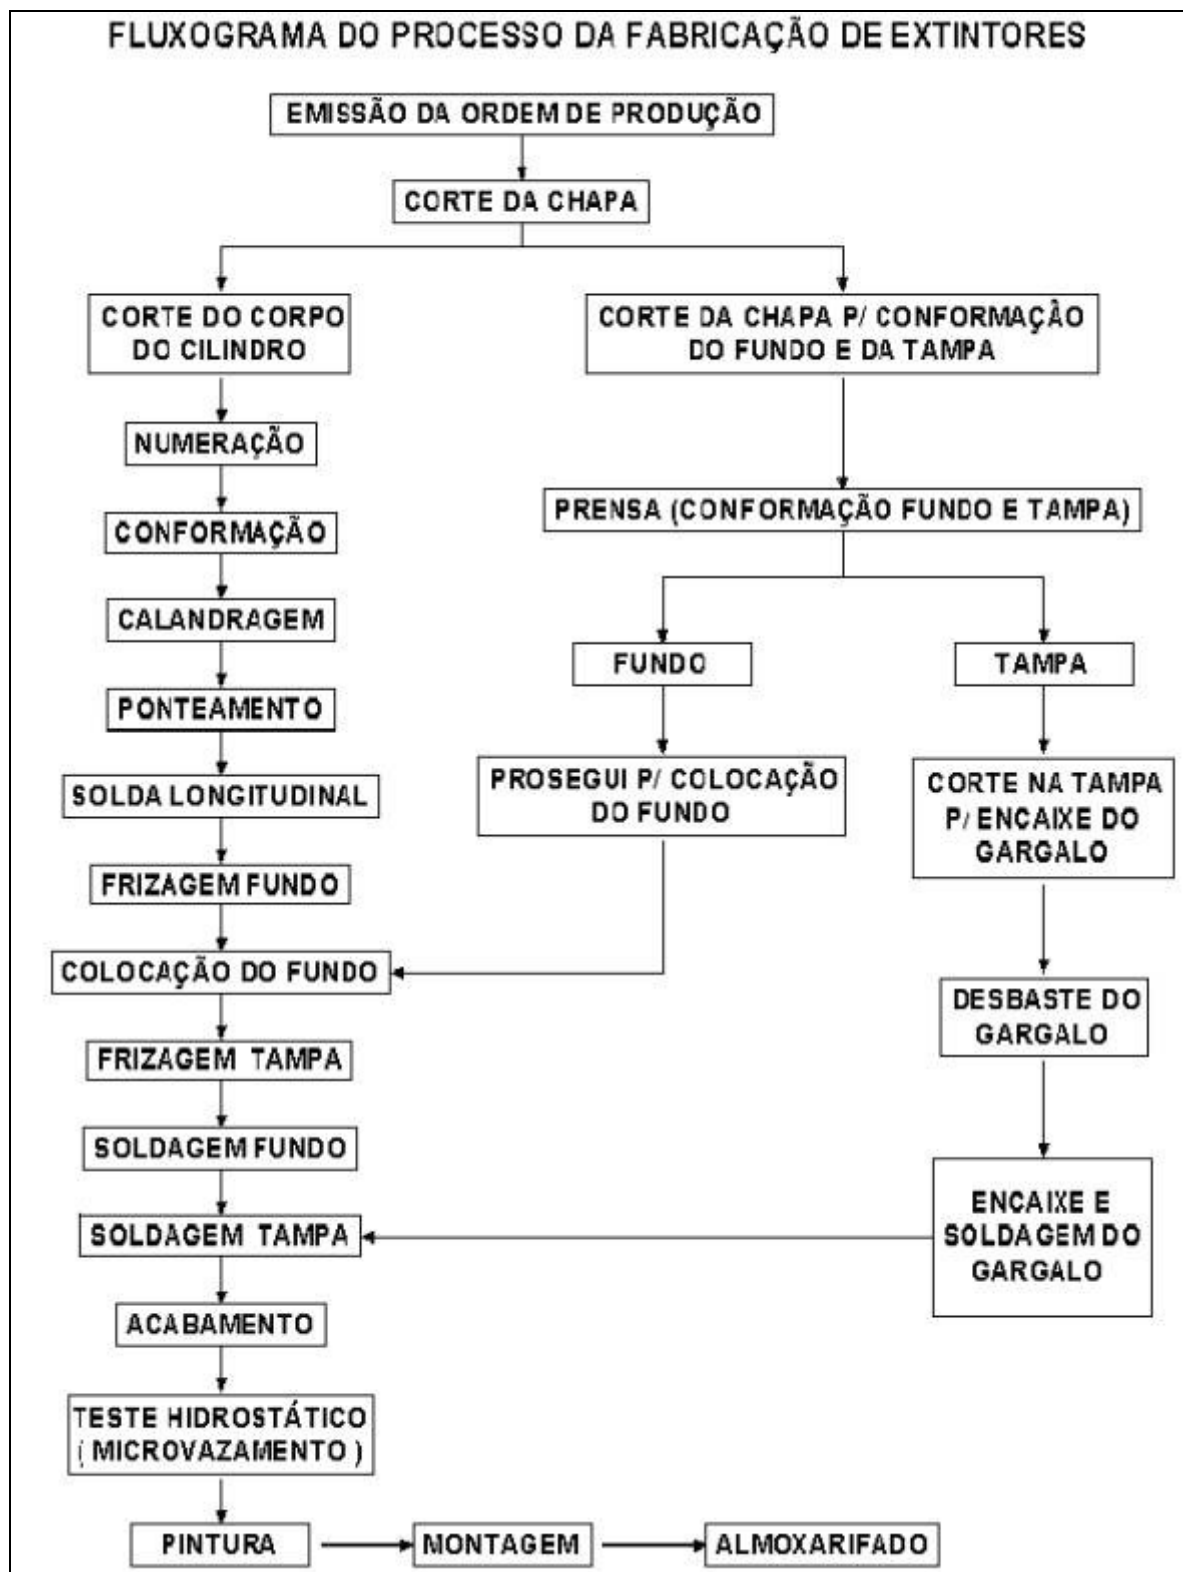 FLUXOGRAMA DO PROCESSO DA FABRICAÇÃO DE EXTINTORES
EMISSÃO DA ORDEM DE PRODUÇÃO
CORTE DA CHAPA
CORTE DO CORPO
DO CILINDRO
NUMERAÇÃO
CONFORMAÇÃO
CALANDRAGEM
PONTEAMENTO
SOLDA LONGITUDINAL
FRIZAGEM FUNDO
COLOCAÇÃO DO FUNDO
FRIZAGEM TAMPA
SOLDAGEM FUNDO
SOLDAGEM TAMPA
ACABAMENTO
TESTE HIDROSTÁTICO
( MICROVAZAMENTO )
PINTURA
MONTAGEM
ALMOXARIFADO
CORTE DA CHAPA P/ CONFORMAÇÃO
DO FUNDO E DA TAMPA
PRENSA (CONFORMAÇÃO FUNDO E TAMPA)
FUNDO
PROSEGUI P/ COLOCAÇÃO
DO FUNDO
TAMPA
CORTE NA TAMPA
P/ ENCAIXE DO
GARGALO
DESBASTE DO
GARGALO
ENCAIXE E
SOLDAGEM DO
GARGALO